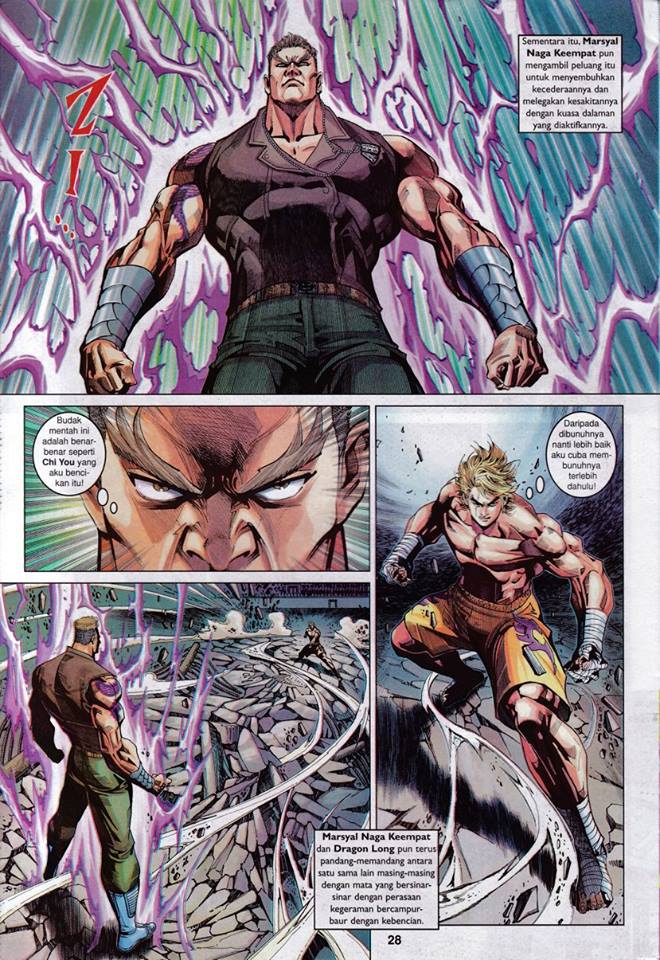 Sementara itu, Marsyal
Naga Keempat pun
mengambil peluang itu
untuk menyembuhkan
kecederaannya dan
melegakan kesakitannya
dengan kuasa dalaman
yang diaktifkannya.
ZI...
Budak
mentah ini
adalah benar-
benar seperti
Chi You yang
aku benci-
kan itu!
Daripada
dibunuhnya
nanti lebih baik
aku cuba mem-
bunuhnya
terlebih
dahulu!
Marsyal Naga Keempat
dan Dragon Long pun terus
pandang-memandang antara
satu sama lain masing-masing
dengan mata yang bersinar-
sinar dengan perasaan
kegeraman bercampur-
baur dengan kebencian.
28